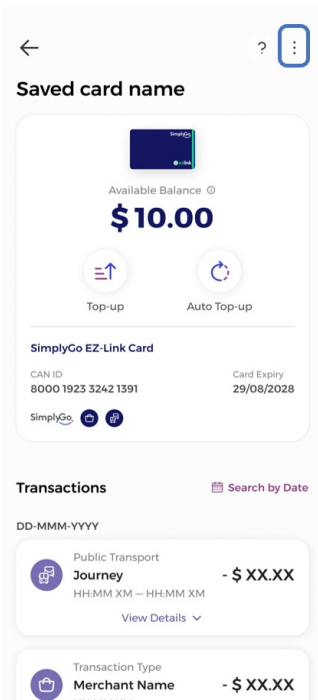 ?
Saved card name
SimplyGo
ezlink
Available Balance
$10.00
Top-up Auto Top-up
SimplyGo EZ-Link Card
CAN ID Card Expiry
8000 1923 3242 1391 29/08/2028
SimplyGo
Transactions Search by Date
DD-MMM-YYYY
Public Transport
Journey - $ XX.XX
HH:MM XM – HH:MM XM
View Details
Transaction Type
Merchant Name - $ XX.XX